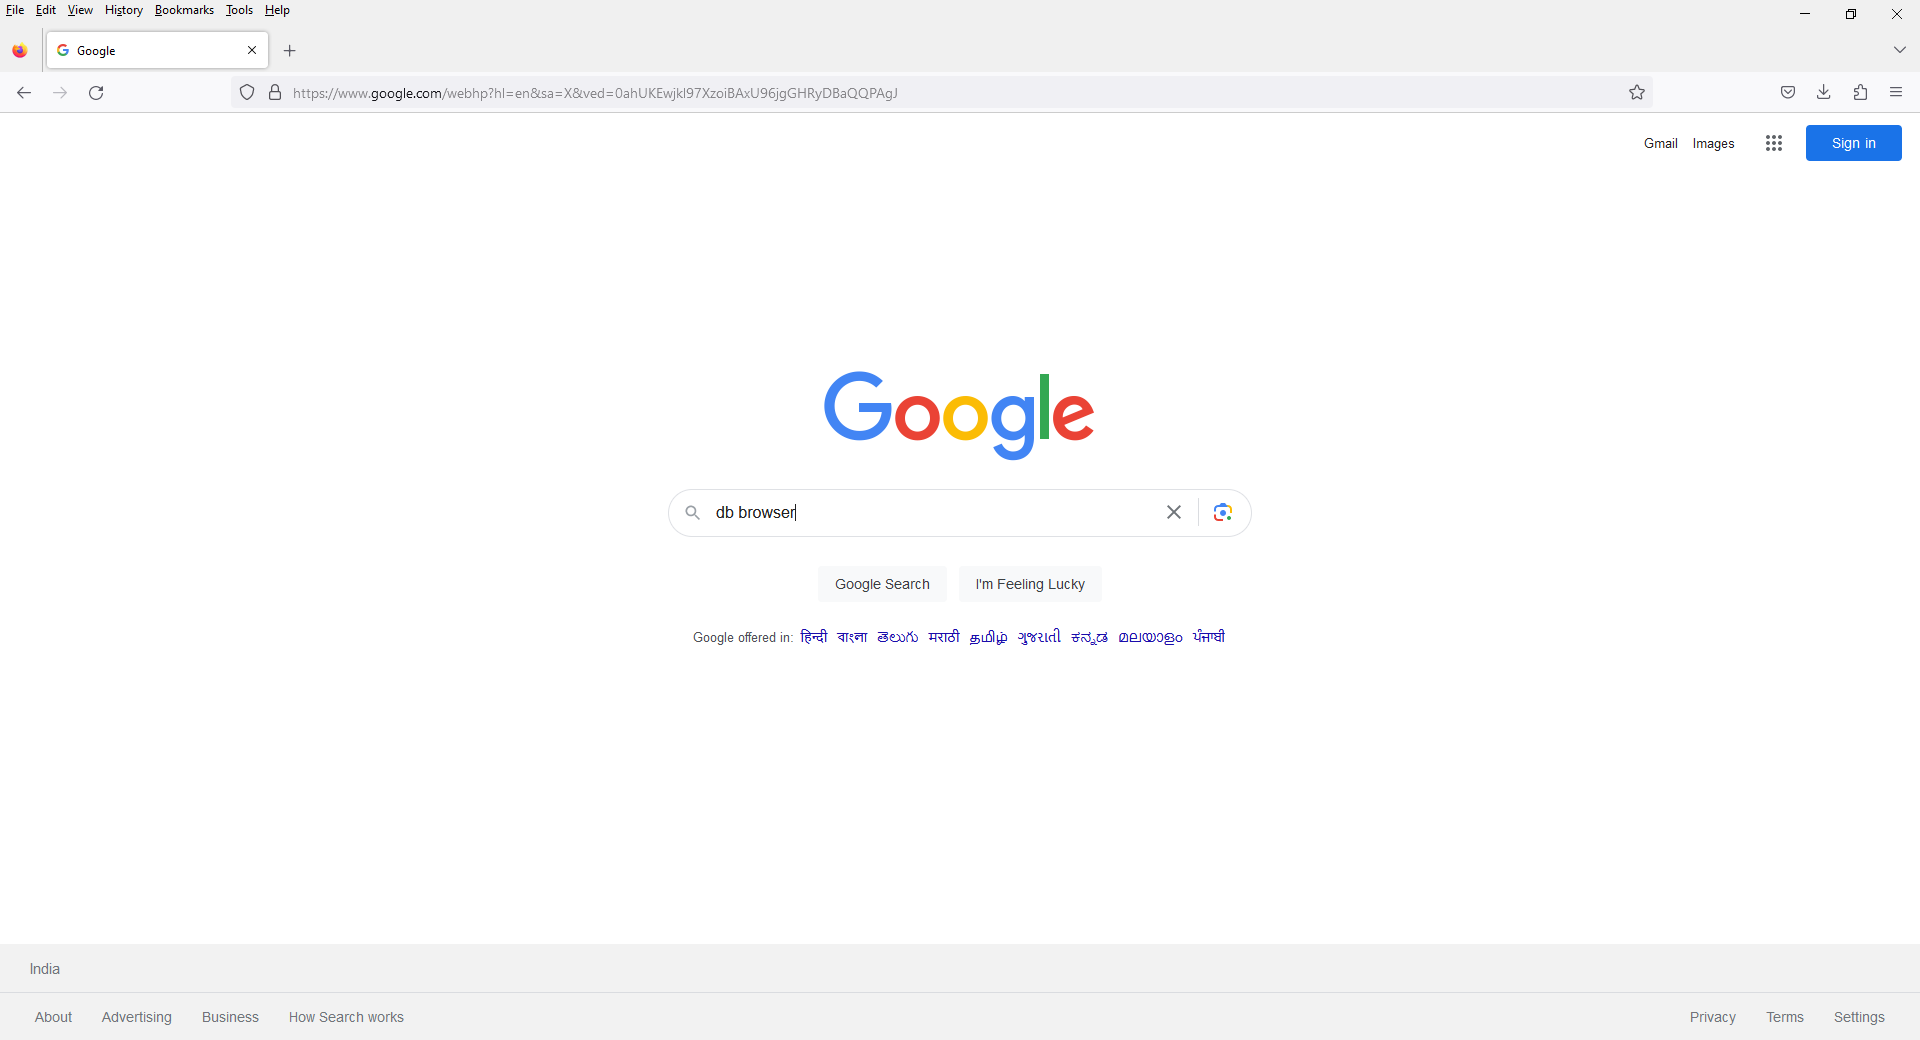 File Edit View History Bookmarks Tools Help
Google
https://www.google.com/webhp?hl=en&sa=X&ved=0ahUKEwjkl97XzoiBAxU96jgGHRyDBaQQPAgJ
Gmail Images Sign in
Google
db browser
Google Search I'm Feeling Lucky
Google offered in: हिन्दी বাংলা తెలుగు मराठी தமிழ் ગુજરાતી ಕನ್ನಡ മലയാളം ਪੰਜਾਬੀ
India
About Advertising Business How Search works Privacy Terms Settings